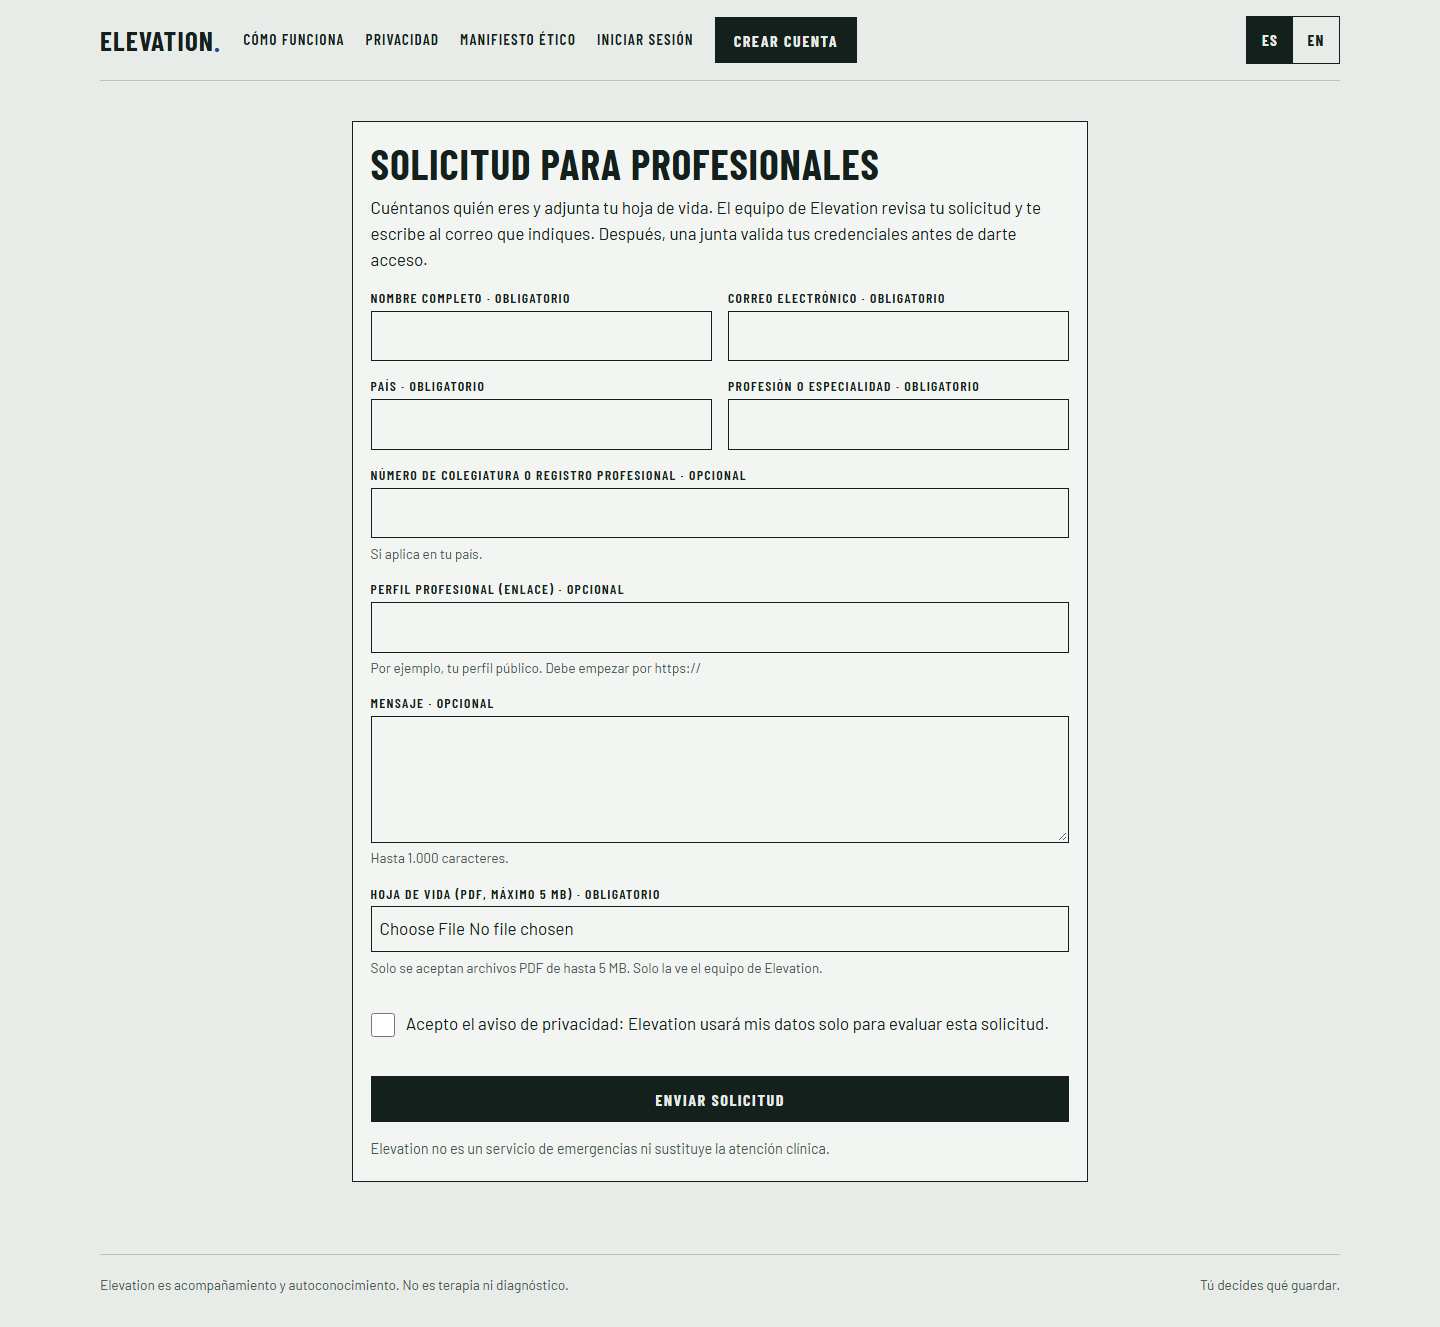 ELEVATION.
CÓMO FUNCIONA
PRIVACIDAD
MANIFIESTO ÉTICO
INICIAR SESIÓN
CREAR CUENTA
ES
EN
SOLICITUD PARA PROFESIONALES
Cuéntanos quién eres y adjunta tu hoja de vida. El equipo de Elevation revisa tu solicitud y te
escribe al correo que indiques. Después, una junta valida tus credenciales antes de darte
acceso.
NOMBRE COMPLETO · OBLIGATORIO
CORREO ELECTRÓNICO · OBLIGATORIO
PAÍS · OBLIGATORIO
PROFESIÓN O ESPECIALIDAD · OBLIGATORIO
NÚMERO DE COLEGIATURA O REGISTRO PROFESIONAL · OPCIONAL
Si aplica en tu país.
PERFIL PROFESIONAL (ENLACE) · OPCIONAL
Por ejemplo, tu perfil público. Debe empezar por https://
MENSAJE · OPCIONAL
Hasta 1.000 caracteres.
HOJA DE VIDA (PDF, MÁXIMO 5 MB) · OBLIGATORIO
Choose File No file chosen
Solo se aceptan archivos PDF de hasta 5 MB. Solo la ve el equipo de Elevation.
Acepto el aviso de privacidad: Elevation usará mis datos solo para evaluar esta solicitud.
ENVIAR SOLICITUD
Elevation no es un servicio de emergencias ni sustituye la atención clínica.
Elevation es acompañamiento y autoconocimiento. No es terapia ni diagnóstico.
Tú decides qué guardar.